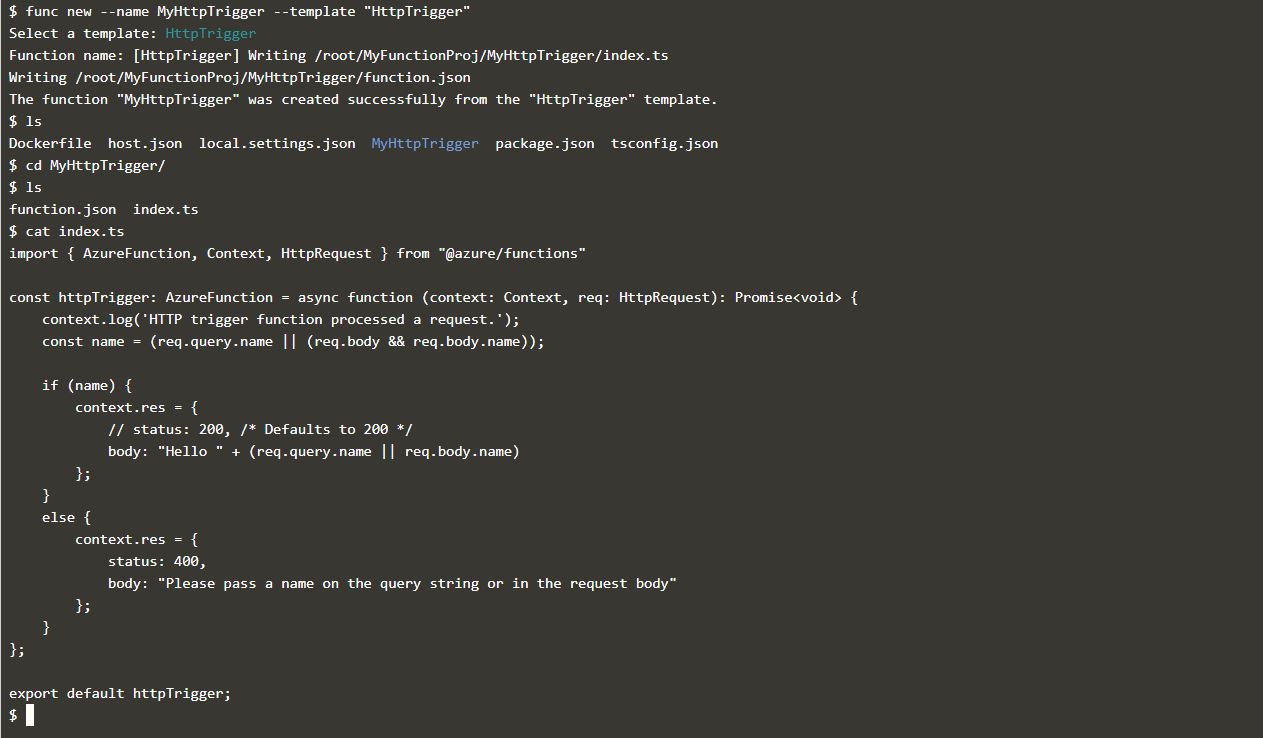 $ func new --name MyHttpTrigger --template "HttpTrigger"
Select a template: HttpTrigger
Function name: [HttpTrigger] Writing /root/MyFunctionProj/MyHttpTrigger/index.ts
Writing /root/MyFunctionProj/MyHttpTrigger/function.json
The function "MyHttpTrigger" was created successfully from the "HttpTrigger" template.
$ ls
Dockerfile  host.json  local.settings.json  MyHttpTrigger  package.json  tsconfig.json
$ cd MyHttpTrigger/
$ ls
function.json  index.ts
$ cat index.ts
import { AzureFunction, Context, HttpRequest } from "@azure/functions"

const httpTrigger: AzureFunction = async function (context: Context, req: HttpRequest): Promise<void> {
    context.log('HTTP trigger function processed a request.');
    const name = (req.query.name || (req.body && req.body.name));

    if (name) {
        context.res = {
            // status: 200, /* Defaults to 200 */
            body: "Hello " + (req.query.name || req.body.name)
        };
    }
    else {
        context.res = {
            status: 400,
            body: "Please pass a name on the query string or in the request body"
        };
    }
};

export default httpTrigger;
$